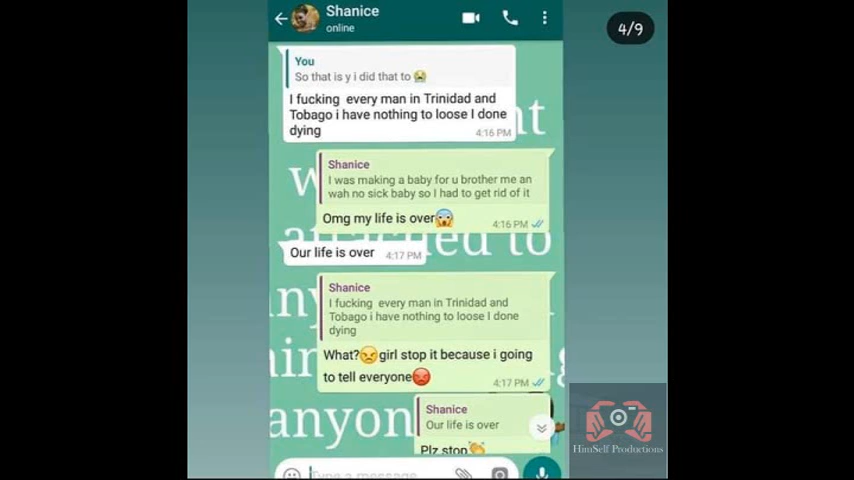 Shanice
online
4/9
You
So that is y i did that to 😭
I fucking every man in Trinidad and
Tobago i have nothing to loose I done
dying
4:16 PM
Shanice
I was making a baby for u brother me an
wah no sick baby so I had to get rid of it
Omg my life is over😱
4:16 PM
Our life is over
4:17 PM
Shanice
I fucking every man in Trinidad and
Tobago i have nothing to loose I done
dying
What?😠girl stop it because i going
to tell everyone😡
4:17 PM
Shanice
Our life is over
Plz stop👏
Type a message
anyon
HimSelf Productions